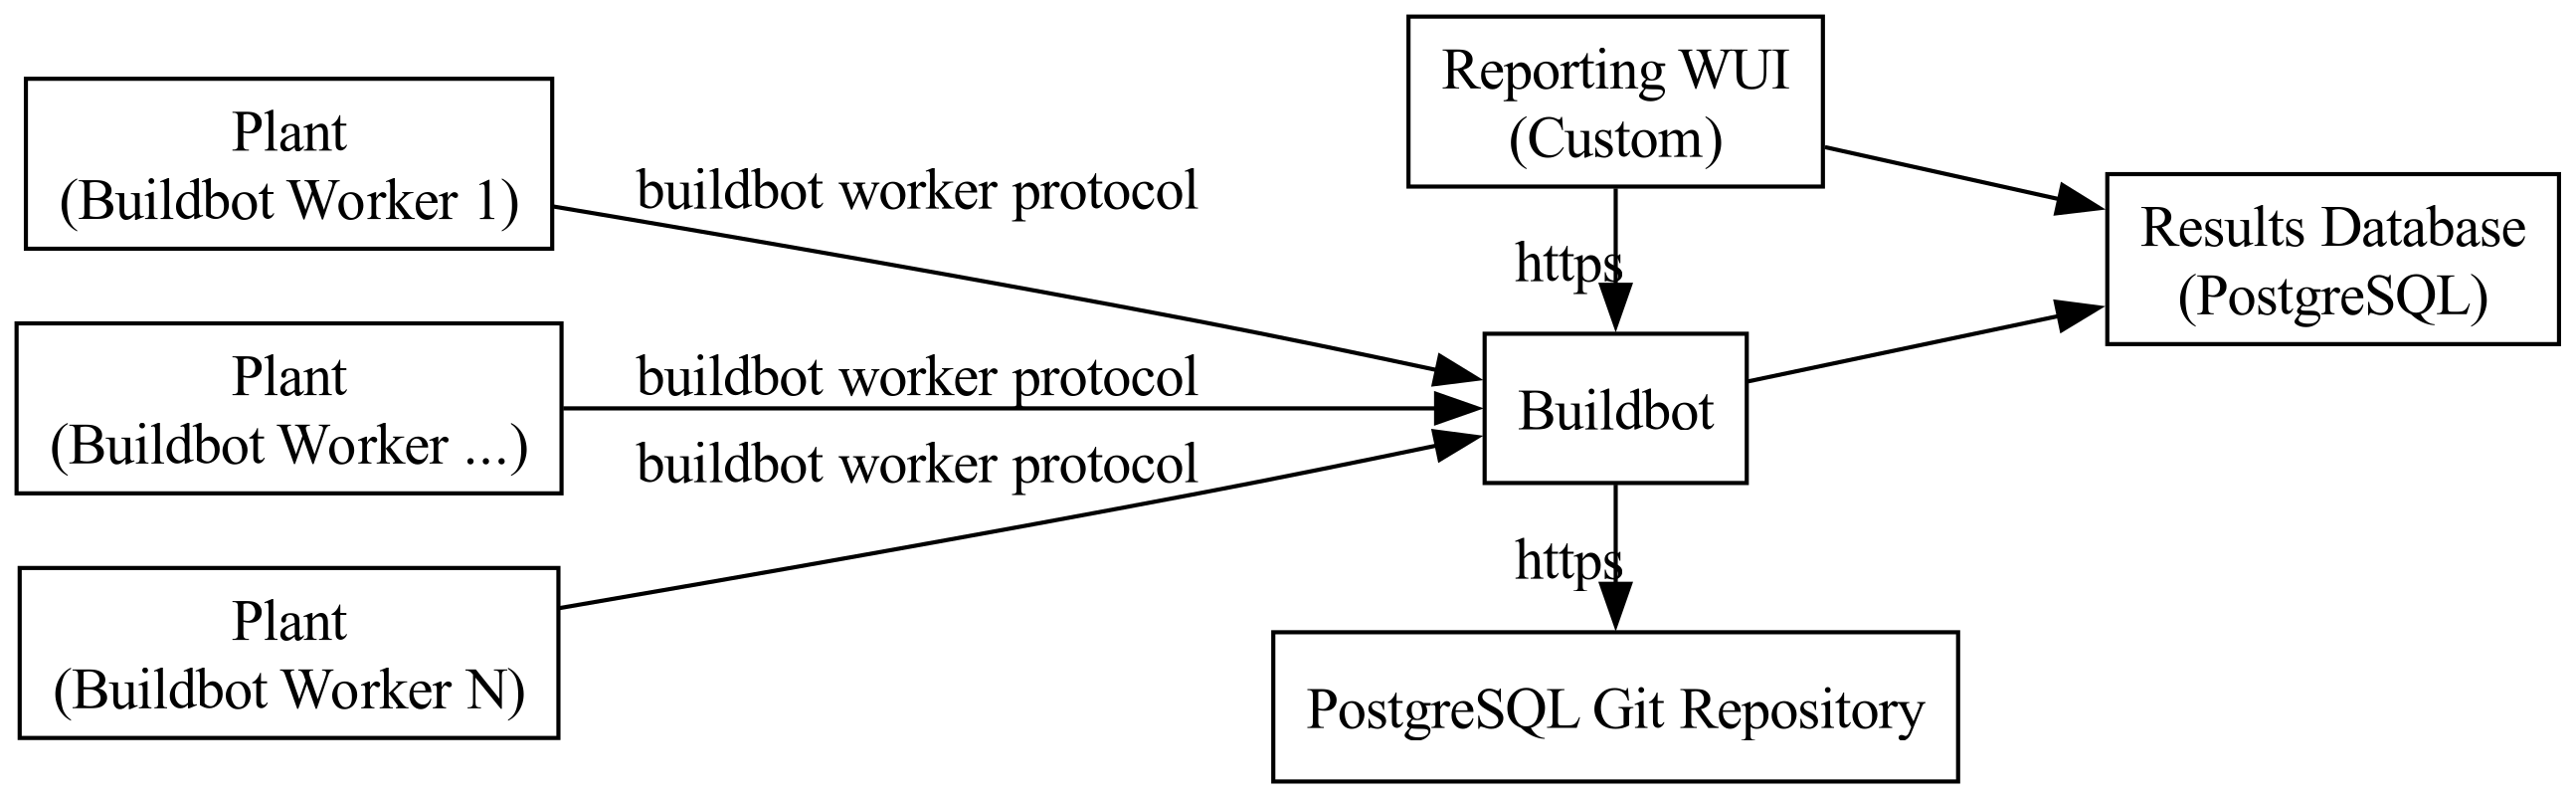 Plant
(Buildbot Worker 1)
buildbot worker protocol
Plant
(Buildbot Worker ...)
buildbot worker protocol
Plant
(Buildbot Worker N)
buildbot worker protocol
Reporting WUI
(Custom)
https
Buildbot
https
PostgreSQL Git Repository
Results Database
(PostgreSQL)